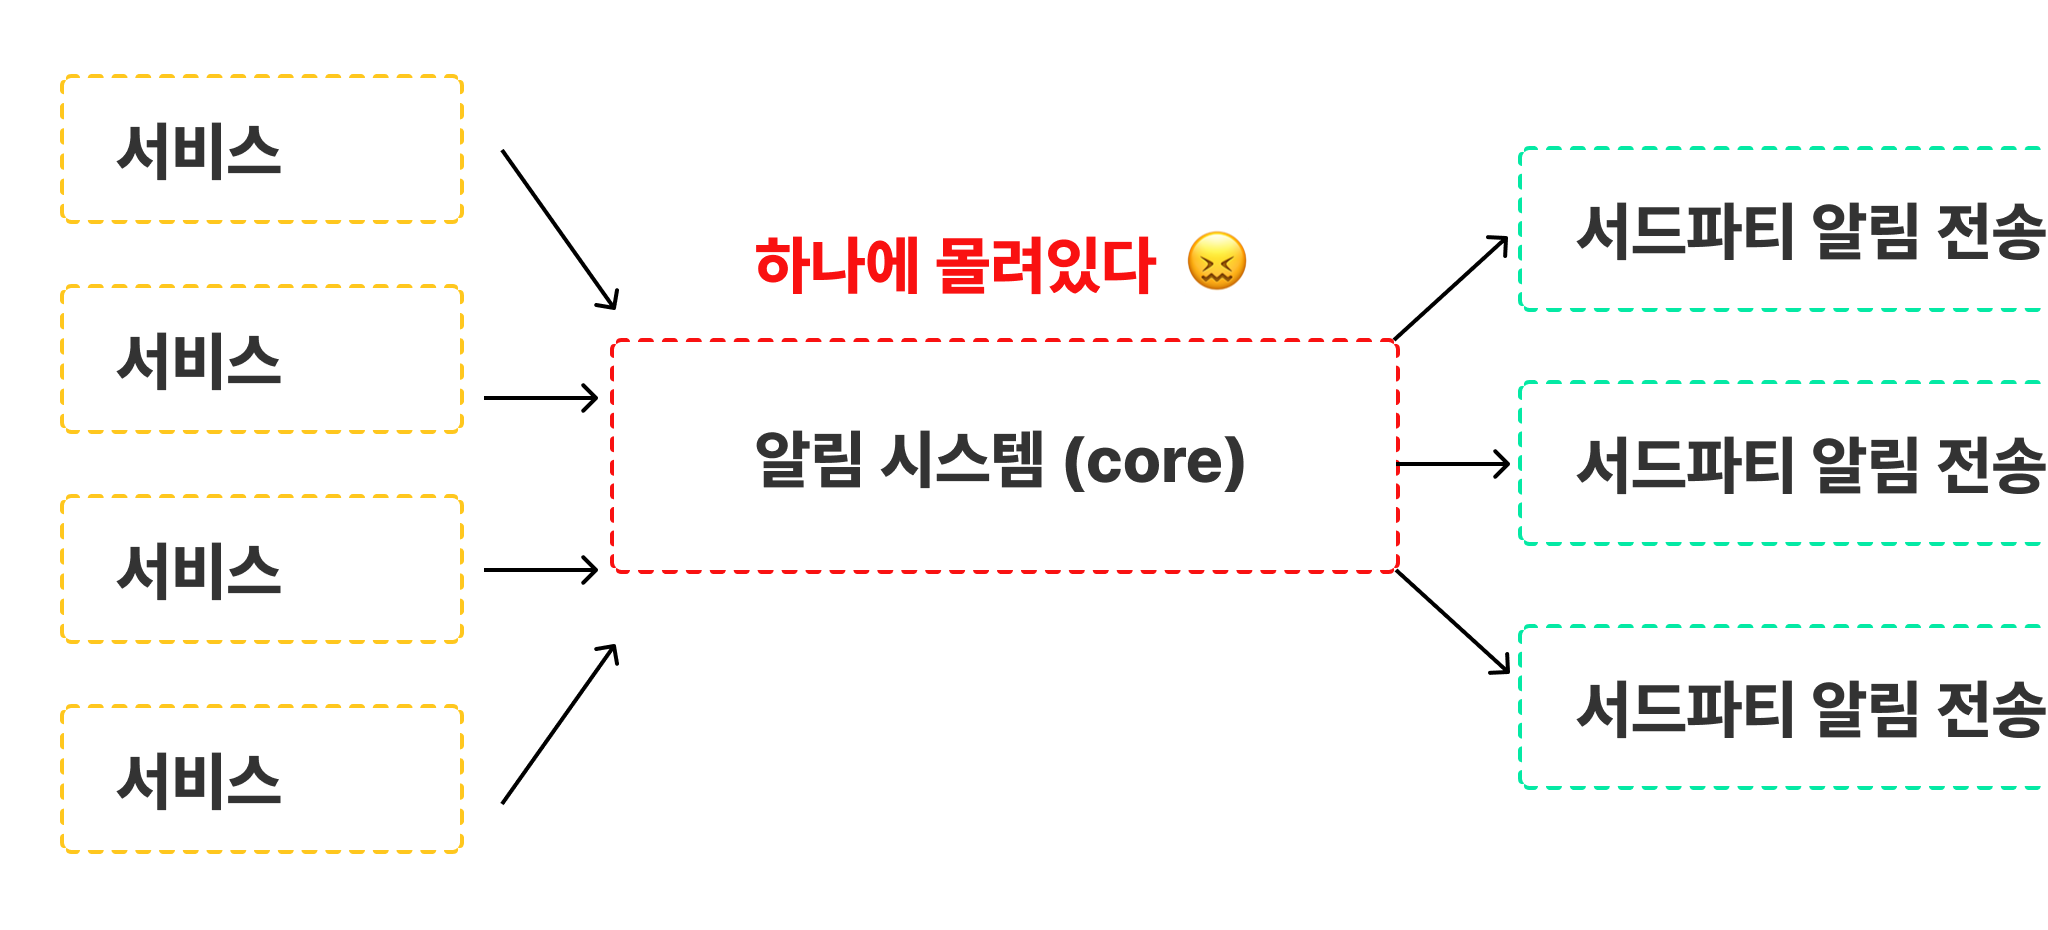 서비스
서비스
서비스
서비스
하나에 몰려있다 😖
알림 시스템 (core)
서드파티 알림 전송
서드파티 알림 전송
서드파티 알림 전송